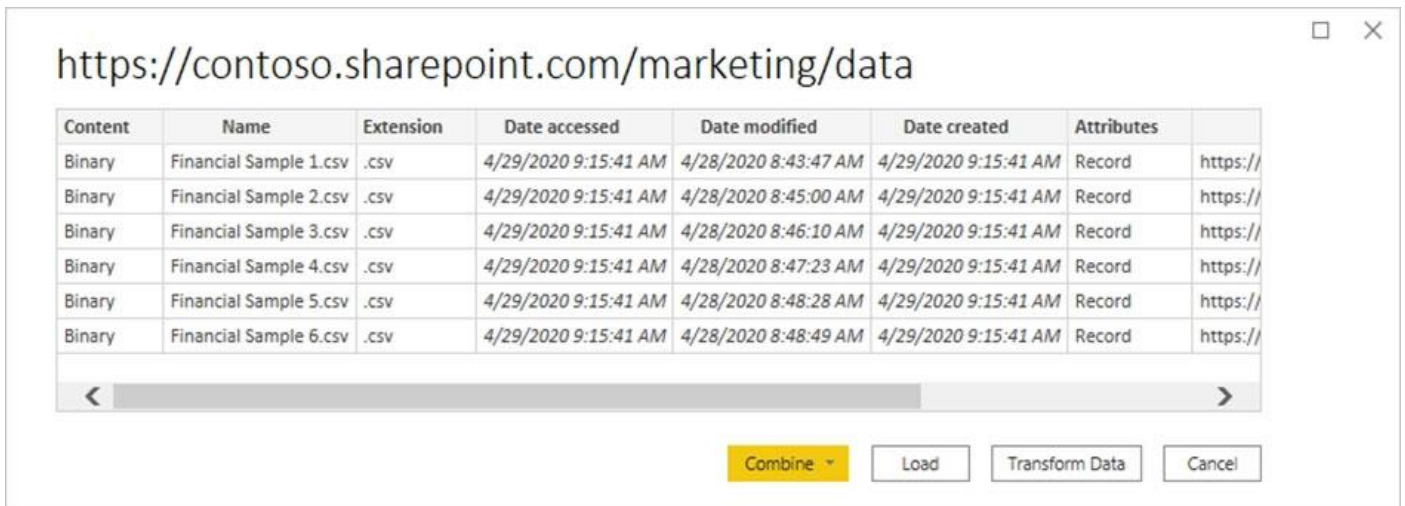 https://contoso.sharepoint.com/marketing/data
Content Name Extension Date accessed Date modified Date created Attributes
Binary Financial Sample 1.csv .csv 4/29/2020 9:15:41 AM 4/28/2020 8:43:47 AM 4/29/2020 9:15:41 AM Record https://
Binary Financial Sample 2.csv .csv 4/29/2020 9:15:41 AM 4/28/2020 8:45:00 AM 4/29/2020 9:15:41 AM Record https://
Binary Financial Sample 3.csv .csv 4/29/2020 9:15:41 AM 4/28/2020 8:46:10 AM 4/29/2020 9:15:41 AM Record https://
Binary Financial Sample 4.csv .csv 4/29/2020 9:15:41 AM 4/28/2020 8:47:23 AM 4/29/2020 9:15:41 AM Record https://
Binary Financial Sample 5.csv .csv 4/29/2020 9:15:41 AM 4/28/2020 8:48:28 AM 4/29/2020 9:15:41 AM Record https://
Binary Financial Sample 6.csv .csv 4/29/2020 9:15:41 AM 4/28/2020 8:48:49 AM 4/29/2020 9:15:41 AM Record https://
Combine Load Transform Data Cancel